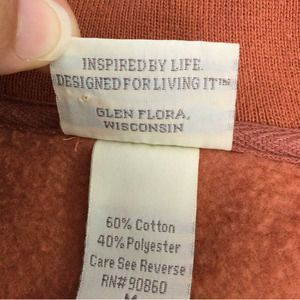 INSPIRED BY LIFE.
DESIGNED FOR LIVING IT™
GLEN FLORA,
WISCONSIN
60% Cotton
40% Polyester
Care See Reverse
RN# 90860
M